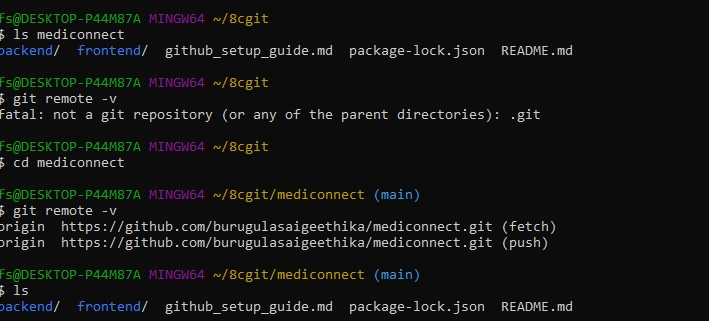 fs@DESKTOP-P44M87A MINGW64 ~/8cgit
$ ls mediconnect
backend/  frontend/  github_setup_guide.md  package-lock.json  README.md
fs@DESKTOP-P44M87A MINGW64 ~/8cgit
$ git remote -v
fatal: not a git repository (or any of the parent directories): .git
fs@DESKTOP-P44M87A MINGW64 ~/8cgit
$ cd mediconnect
fs@DESKTOP-P44M87A MINGW64 ~/8cgit/mediconnect (main)
$ git remote -v
origin  https://github.com/burugulasaigeethika/mediconnect.git (fetch)
origin  https://github.com/burugulasaigeethika/mediconnect.git (push)
fs@DESKTOP-P44M87A MINGW64 ~/8cgit/mediconnect (main)
$ ls
backend/  frontend/  github_setup_guide.md  package-lock.json  README.md